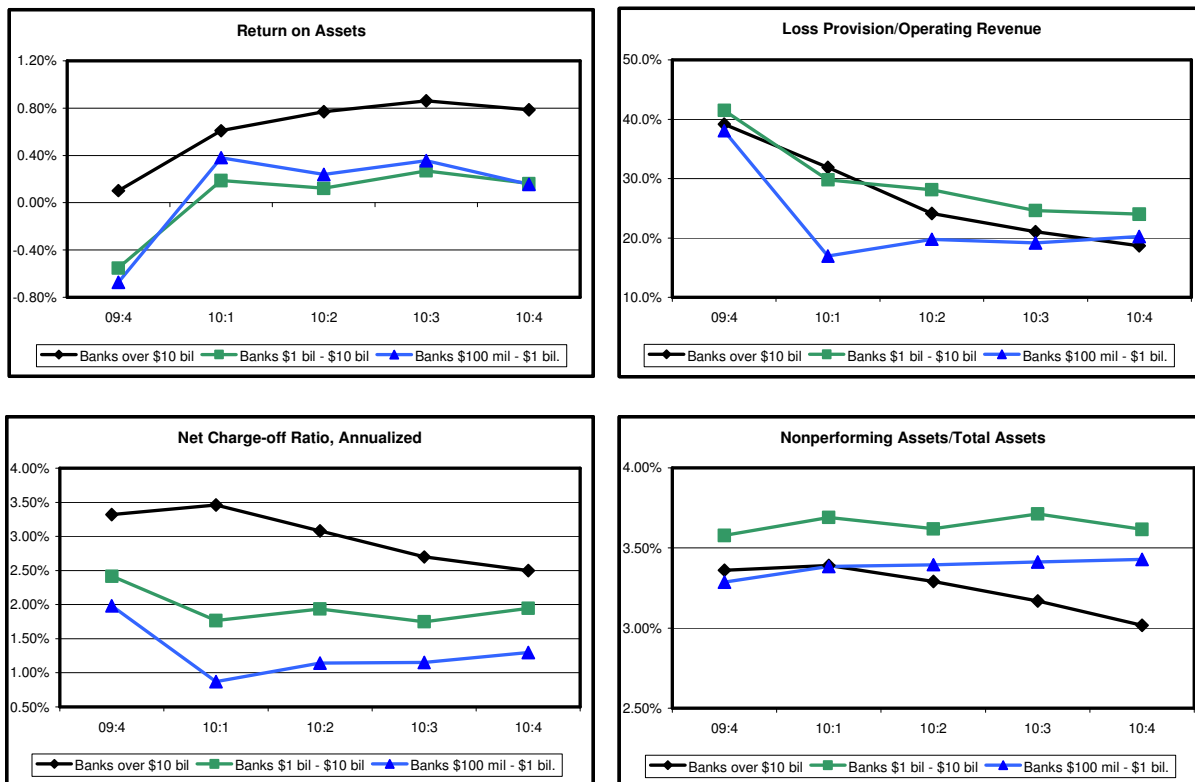 Return on Assets
1.20%
0.80%
0.40%
0.00%
-0.40%
-0.80%
09:4 10:1 10:2 10:3 10:4
Banks over $10 bil Banks $1 bil - $10 bil Banks $100 mil - $1 bil.
Loss Provision/Operating Revenue
50.0%
40.0%
30.0%
20.0%
10.0%
09:4 10:1 10:2 10:3 10:4
Banks over $10 bil Banks $1 bil - $10 bil Banks $100 mil - $1 bil.
Net Charge-off Ratio, Annualized
4.00%
3.50%
3.00%
2.50%
2.00%
1.50%
1.00%
0.50%
09:4 10:1 10:2 10:3 10:4
Banks over $10 bil Banks $1 bil - $10 bil Banks $100 mil - $1 bil.
Nonperforming Assets/Total Assets
4.00%
3.50%
3.00%
2.50%
09:4 10:1 10:2 10:3 10:4
Banks over $10 bil Banks $1 bil - $10 bil Banks $100 mil - $1 bil.